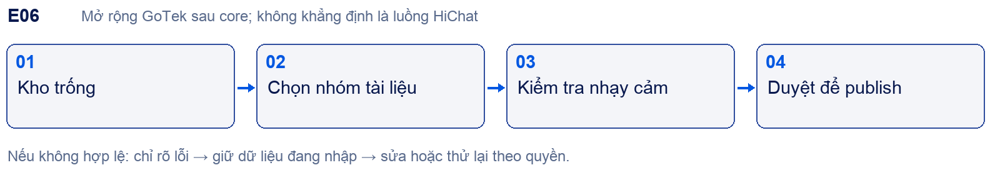 E06 Mở rộng GoTek sau core; không khẳng định là luồng HiChat
01
Kho trống
02
Chọn nhóm tài liệu
03
Kiểm tra nhạy cảm
04
Duyệt để publish
Nếu không hợp lệ: chỉ rõ lỗi → giữ dữ liệu đang nhập → sửa hoặc thử lại theo quyền.